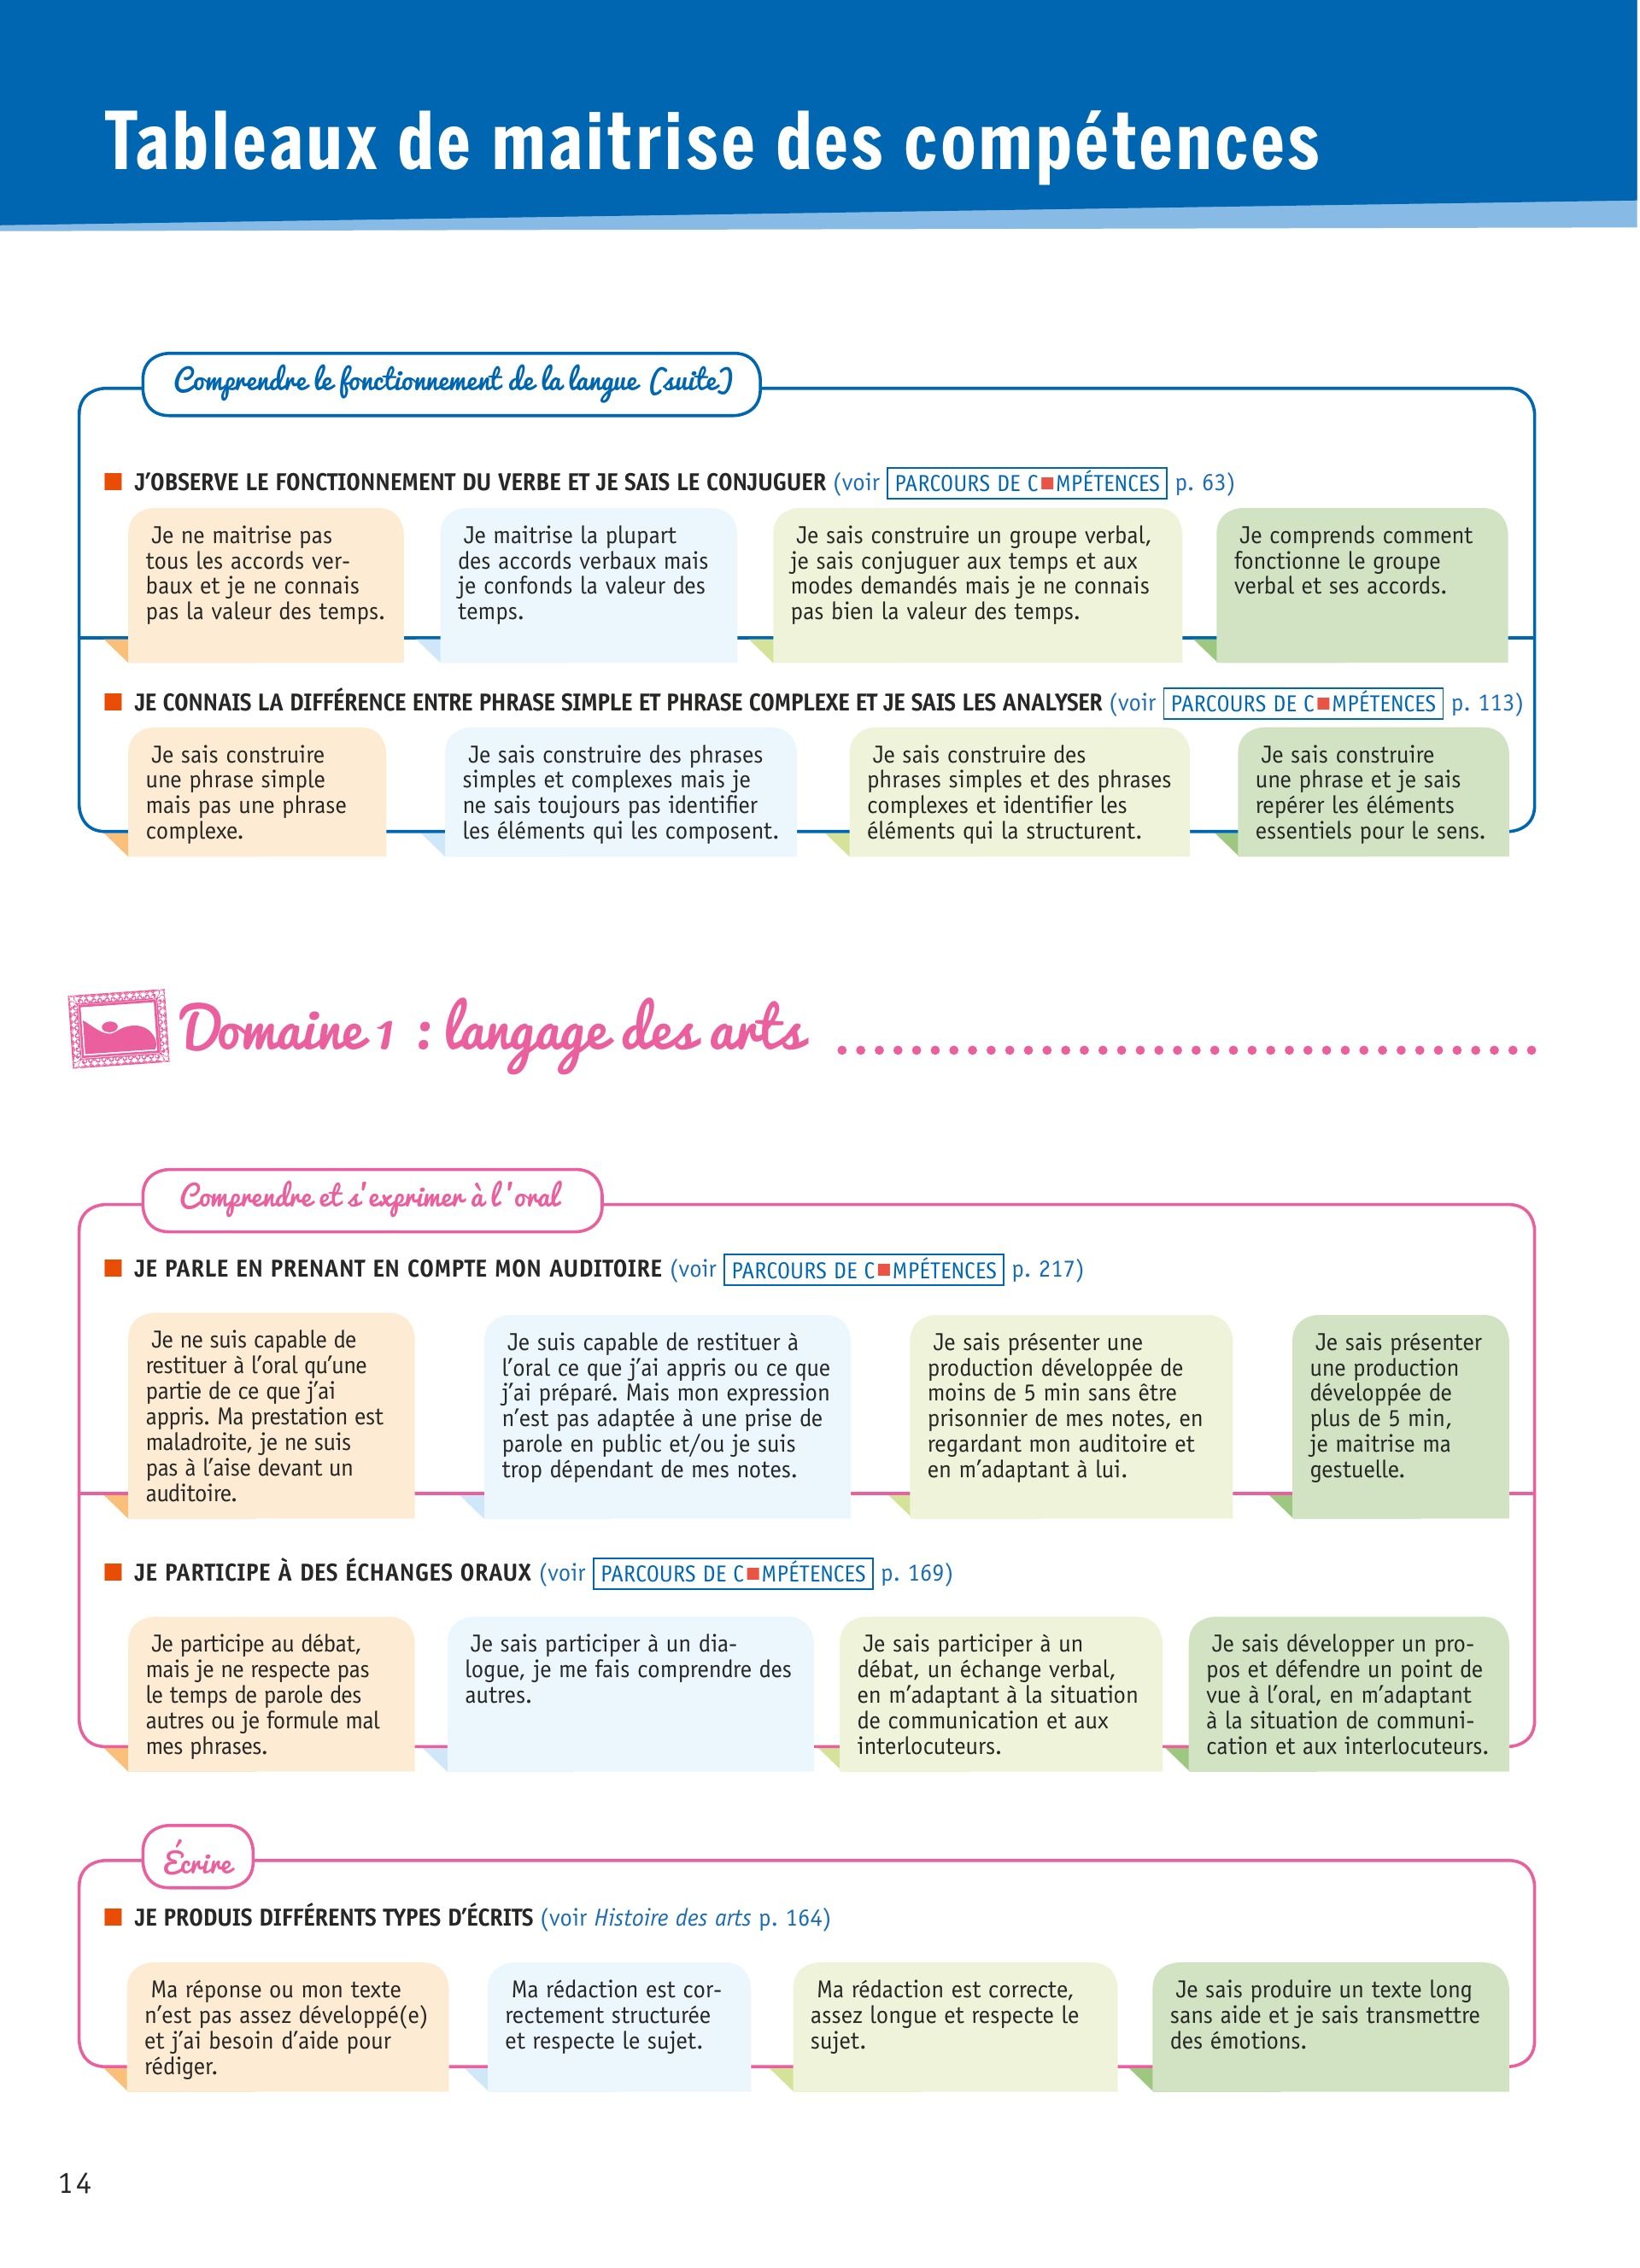 Tableaux de maitrise des compétences
Comprendre le fonctionnement de la langue (suite)
J'OBSERVE LE FONCTIONNEMENT DU VERBE ET JE SAIS LE CONJUGUER (voir PARCOURS DE C■MPÉTENCES p. 63)
Je ne maitrise pas
tous les accords ver-
baux et je ne connais
pas la valeur des temps.
Je maitrise la plupart
des accords verbaux mais
je confonds la valeur des
temps.
Je sais construire un groupe verbal,
je sais conjuguer aux temps et aux
modes demandés mais je ne connais
pas bien la valeur des temps.
Je comprends comment
fonctionne le groupe
verbal et ses accords.
JE CONNAIS LA DIFFÉRENCE ENTRE PHRASE SIMPLE ET PHRASE COMPLEXE ET JE SAIS LES ANALYSER (voir PARCOURS DE C■MPÉTENCES p. 113)
Je sais construire
une phrase simple
mais pas une phrase
complexe.
Je sais construire des phrases
simples et complexes mais je
ne sais toujours pas identifier
les éléments qui les composent.
Je sais construire des
phrases simples et des phrases
complexes et identifier les
éléments qui la structurent.
Je sais construire
une phrase et je sais
repérer les éléments
essentiels pour le sens.
Domaine 1 : langage des arts
Comprendre et s'exprimer à l'oral
JE PARLE EN PRENANT EN COMPTE MON AUDITOIRE (voir PARCOURS DE C■MPÉTENCES p. 217)
Je ne suis capable de
restituer à l'oral qu'une
partie de ce que j'ai
appris. Ma prestation est
maladroite, je ne suis
pas à l'aise devant un
auditoire.
Je suis capable de restituer à
l'oral ce que j'ai appris ou ce que
j'ai préparé. Mais mon expression
n'est pas adaptée à une prise de
parole en public et/ou je suis
trop dépendant de mes notes.
Je sais présenter une
production développée de
moins de 5 min sans être
prisonnier de mes notes, en
regardant mon auditoire et
en m'adaptant à lui.
Je sais présenter
une production
développée de
plus de 5 min,
je maitrise ma
gestuelle.
JE PARTICIPE À DES ÉCHANGES ORAUX (voir PARCOURS DE C■MPÉTENCES p. 169)
Je participe au débat,
mais je ne respecte pas
le temps de parole des
autres ou je formule mal
mes phrases.
Je sais participer à un dia-
logue, je me fais comprendre des
autres.
Je sais participer à un
débat, un échange verbal,
en m'adaptant à la situation
de communication et aux
interlocuteurs.
Je sais développer un pro-
pos et défendre un point de
vue à l'oral, en m'adaptant
à la situation de communi-
cation et aux interlocuteurs.
Écrire
JE PRODUIS DIFFÉRENTS TYPES D'ÉCRITS (voir Histoire des arts p. 164)
Ma réponse ou mon texte
n'est pas assez développé(e)
et j'ai besoin d'aide pour
rédiger.
Ma rédaction est cor-
rectement structurée
et respecte le sujet.
Ma rédaction est correcte,
assez longue et respecte le
sujet.
Je sais produire un texte long
sans aide et je sais transmettre
des émotions.
14